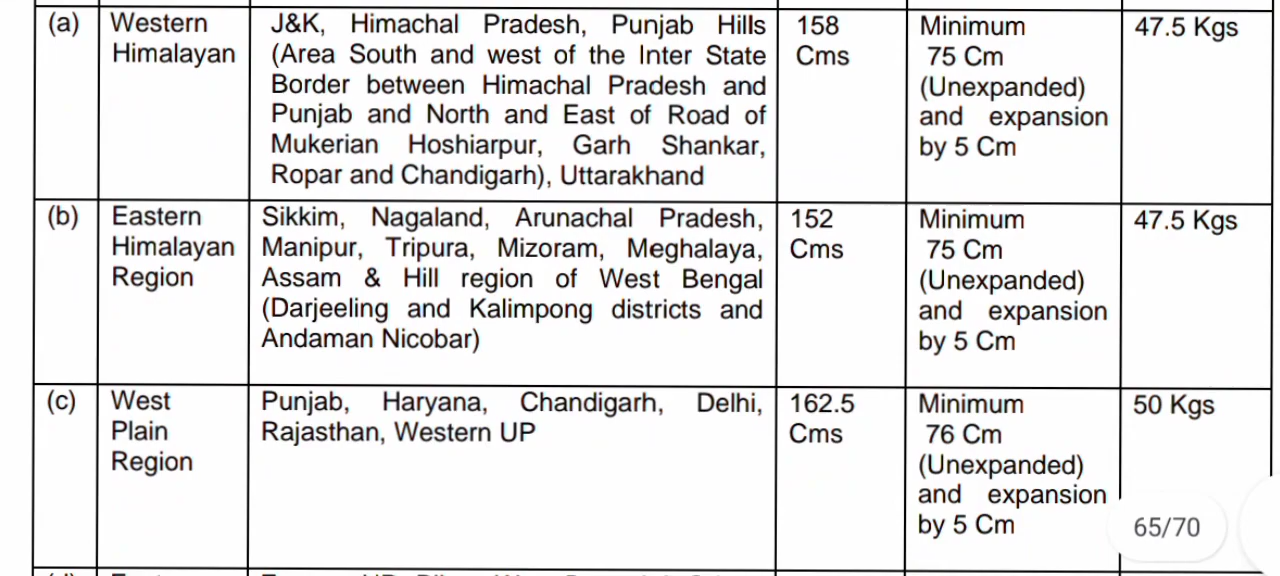 (a) Western J&K, Himachal Pradesh, Punjab Hills 158 Minimum 47.5 Kgs
Himalayan (Area South and west of the Inter State Cms 75 Cm
Border between Himachal Pradesh and (Unexpanded)
Punjab and North and East of Road of and expansion
Mukerian Hoshiarpur, Garh Shankar, by 5 Cm
Ropar and Chandigarh), Uttarakhand
(b) Eastern Sikkim, Nagaland, Arunachal Pradesh, 152 Minimum 47.5 Kgs
Himalayan Manipur, Tripura, Mizoram, Meghalaya, Cms 75 Cm
Region Assam & Hill region of West Bengal (Unexpanded)
(Darjeeling and Kalimpong districts and and expansion
Andaman Nicobar) by 5 Cm
(c) West Punjab, Haryana, Chandigarh, Delhi, 162.5 Minimum 50 Kgs
Plain Rajasthan, Western UP Cms 76 Cm
Region (Unexpanded)
and expansion
by 5 Cm
65/70